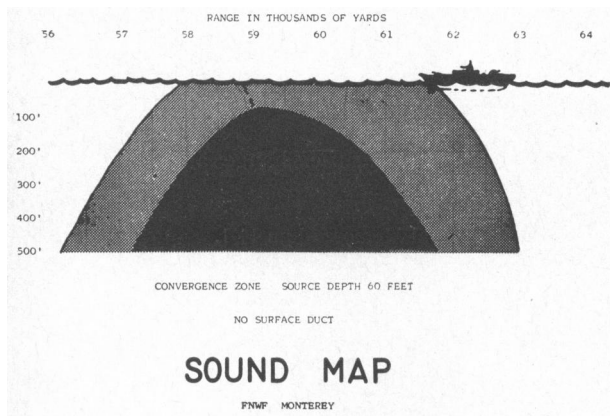 RANGE IN THOUSANDS OF YARDS
56 57 58 59 60 61 62 63 64
100'
200'
300'
400'
500'
CONVERGENCE ZONE SOURCE DEPTH 60 FEET
NO SURFACE DUCT
SOUND MAP
FNWF MONTEREY